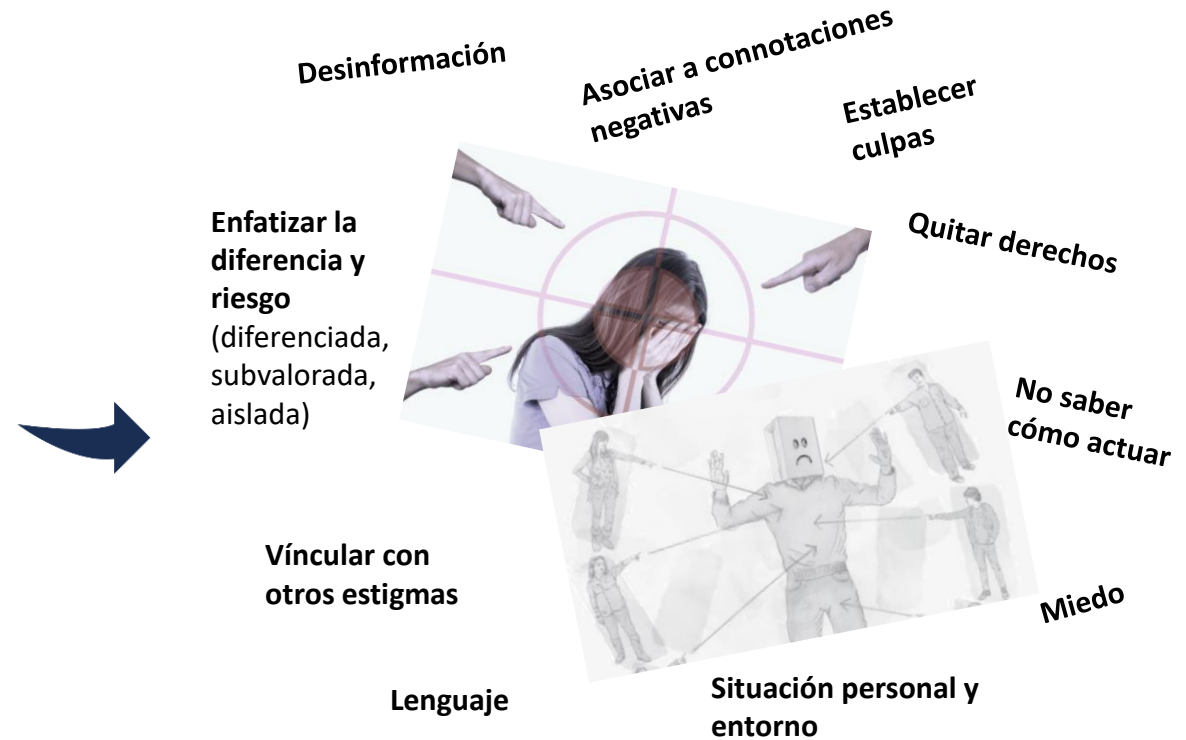 Desinformación
Asociar a connotaciones
negativas
Establecer
culpas
Enfatizar la
diferencia y
riesgo
(diferenciada,
subvalorada,
aislada)
Quitar derechos
No saber
cómo actuar
Víncular con
otros estigmas
Miedo
Lenguaje
Situación personal y
entorno